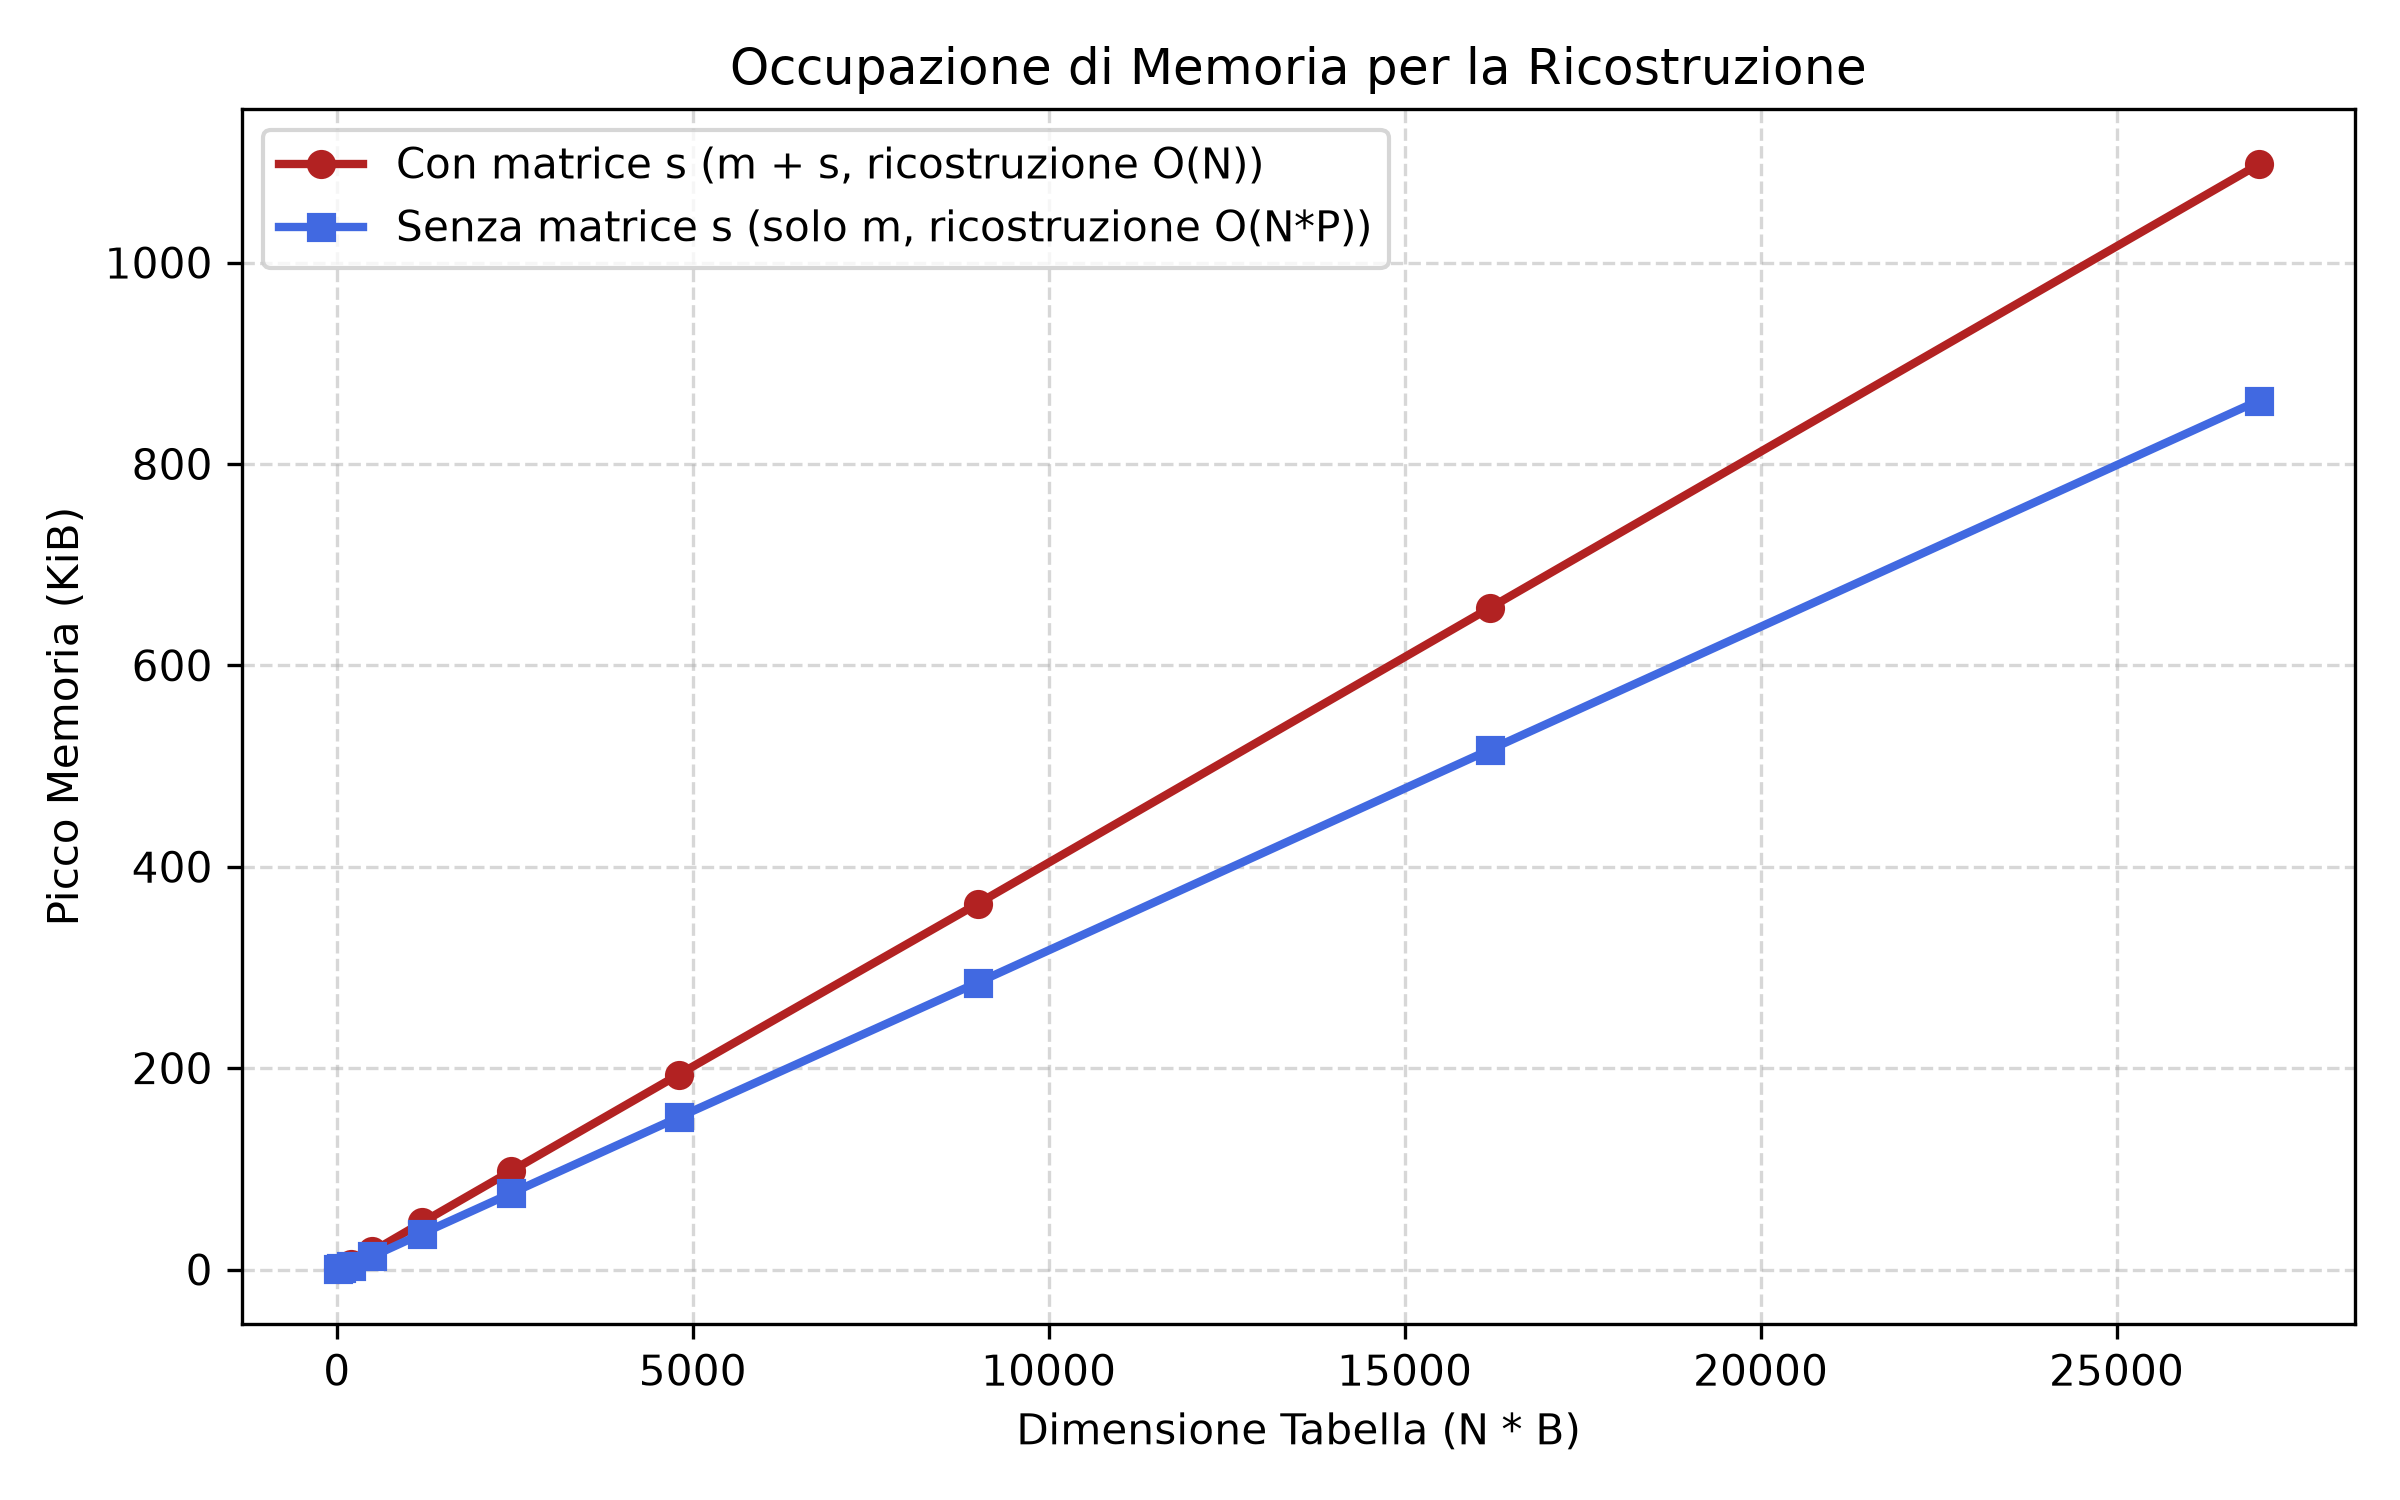 Occupazione di Memoria per la Ricostruzione
Con matrice s (m + s, ricostruzione O(N))
Senza matrice s (solo m, ricostruzione O(N*P))
Picco Memoria (KiB)
1000
800
600
400
200
0
0 5000 10000 15000 20000 25000
Dimensione Tabella (N * B)